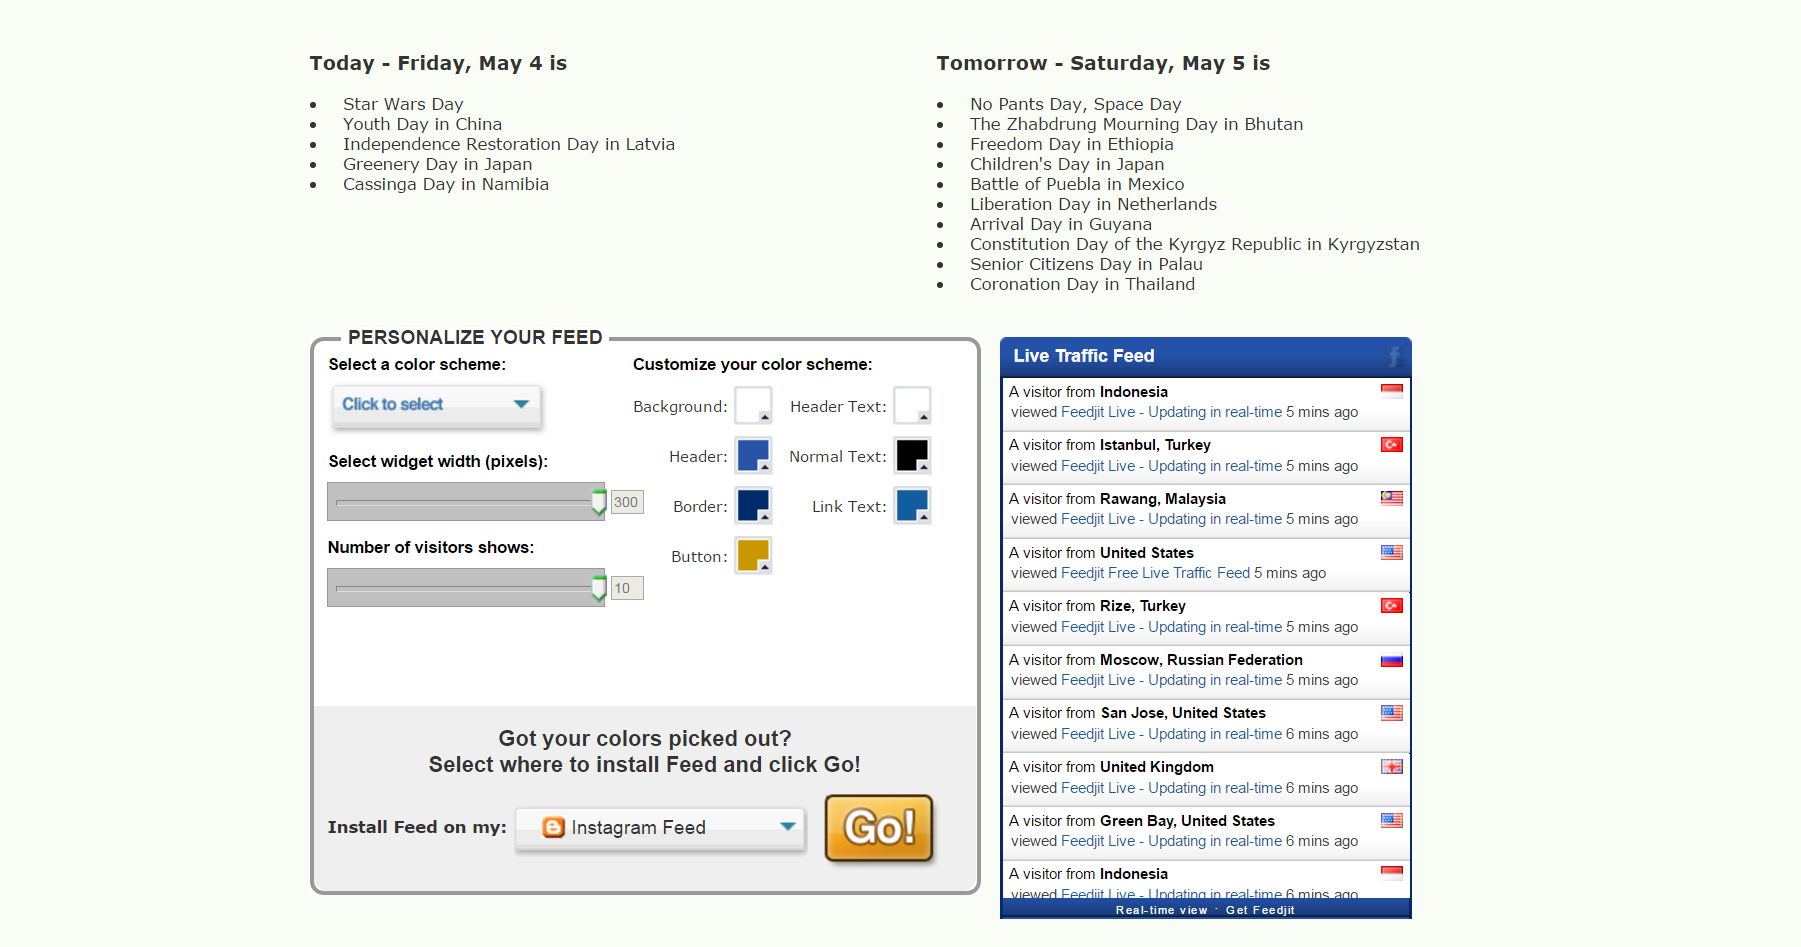 Today - Friday, May 4 is
Star Wars Day
Youth Day in China
Independence Restoration Day in Latvia
Greenery Day in Japan
Cassinga Day in Namibia
Tomorrow - Saturday, May 5 is
No Pants Day, Space Day
The Zhabdrung Mourning Day in Bhutan
Freedom Day in Ethiopia
Children's Day in Japan
Battle of Puebla in Mexico
Liberation Day in Netherlands
Arrival Day in Guyana
Constitution Day of the Kyrgyz Republic in Kyrgyzstan
Senior Citizens Day in Palau
Coronation Day in Thailand
PERSONALIZE YOUR FEED
Select a color scheme:
Click to select
Select widget width (pixels):
300
Number of visitors shows:
10
Customize your color scheme:
Background:
Header Text:
Header:
Normal Text:
Border:
Link Text:
Button:
Got your colors picked out?
Select where to install Feed and click Go!
Install Feed on my:
Instagram Feed
Go!
Live Traffic Feed
A visitor from Indonesia
viewed Feedjit Live - Updating in real-time 5 mins ago
A visitor from Istanbul, Turkey
viewed Feedjit Live - Updating in real-time 5 mins ago
A visitor from Rawang, Malaysia
viewed Feedjit Live - Updating in real-time 5 mins ago
A visitor from United States
viewed Feedjit Free Live Traffic Feed 5 mins ago
A visitor from Rize, Turkey
viewed Feedjit Live - Updating in real-time 5 mins ago
A visitor from Moscow, Russian Federation
viewed Feedjit Live - Updating in real-time 5 mins ago
A visitor from San Jose, United States
viewed Feedjit Live - Updating in real-time 6 mins ago
A visitor from United Kingdom
viewed Feedjit Live - Updating in real-time 6 mins ago
A visitor from Green Bay, United States
viewed Feedjit Live - Updating in real-time 6 mins ago
A visitor from Indonesia
viewed Feedjit Live - Updating in real-time 6 mins ago
Real-time view · Get Feedjit